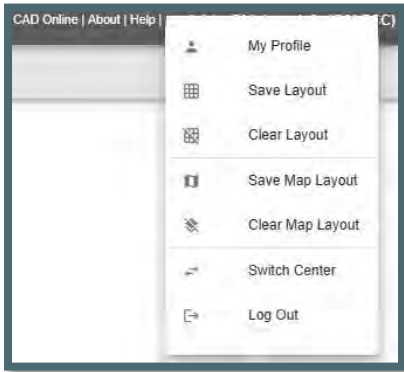 CAD Online | About | Help |
My Profile
Save Layout
Clear Layout
Save Map Layout
Clear Map Layout
Switch Center
Log Out